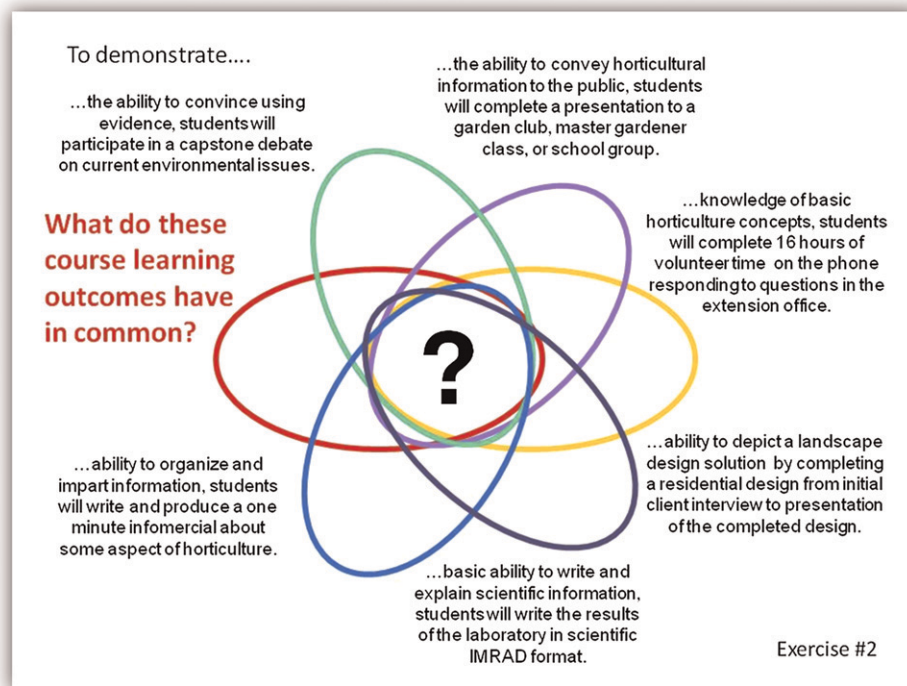 To demonstrate....
...the ability to convince using
evidence, students will
participate in a capstone debate
on current environmental issues.
...the ability to convey horticultural
information to the public, students
will complete a presentation to a
garden club, master gardener
class, or school group.
What do these
course learning
outcomes have
in common?
...knowledge of basic
horticulture concepts, students
will complete 16 hours of
volunteer time on the phone
responding to questions in the
extension office.
?
...ability to organize and
impart information, students
will write and produce a one
minute infomercial about
some aspect of horticulture.
...ability to depict a landscape
design solution by completing
a residential design from initial
client interview to presentation
of the completed design.
...basic ability to write and
explain scientific information,
students will write the results
of the laboratory in scientific
IMRAD format.
Exercise #2